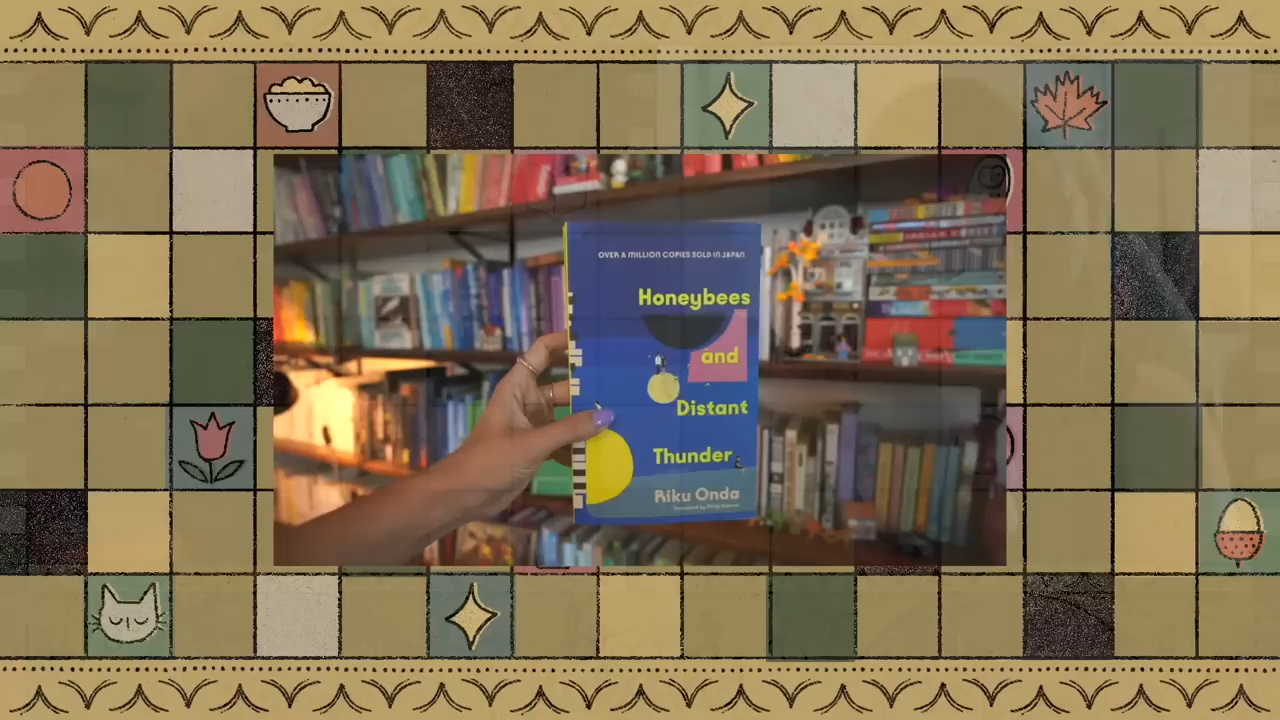 OVER A MILLION COPIES SOLD IN JAPAN
Honeybees
and
Distant
Thunder
Riku Onda